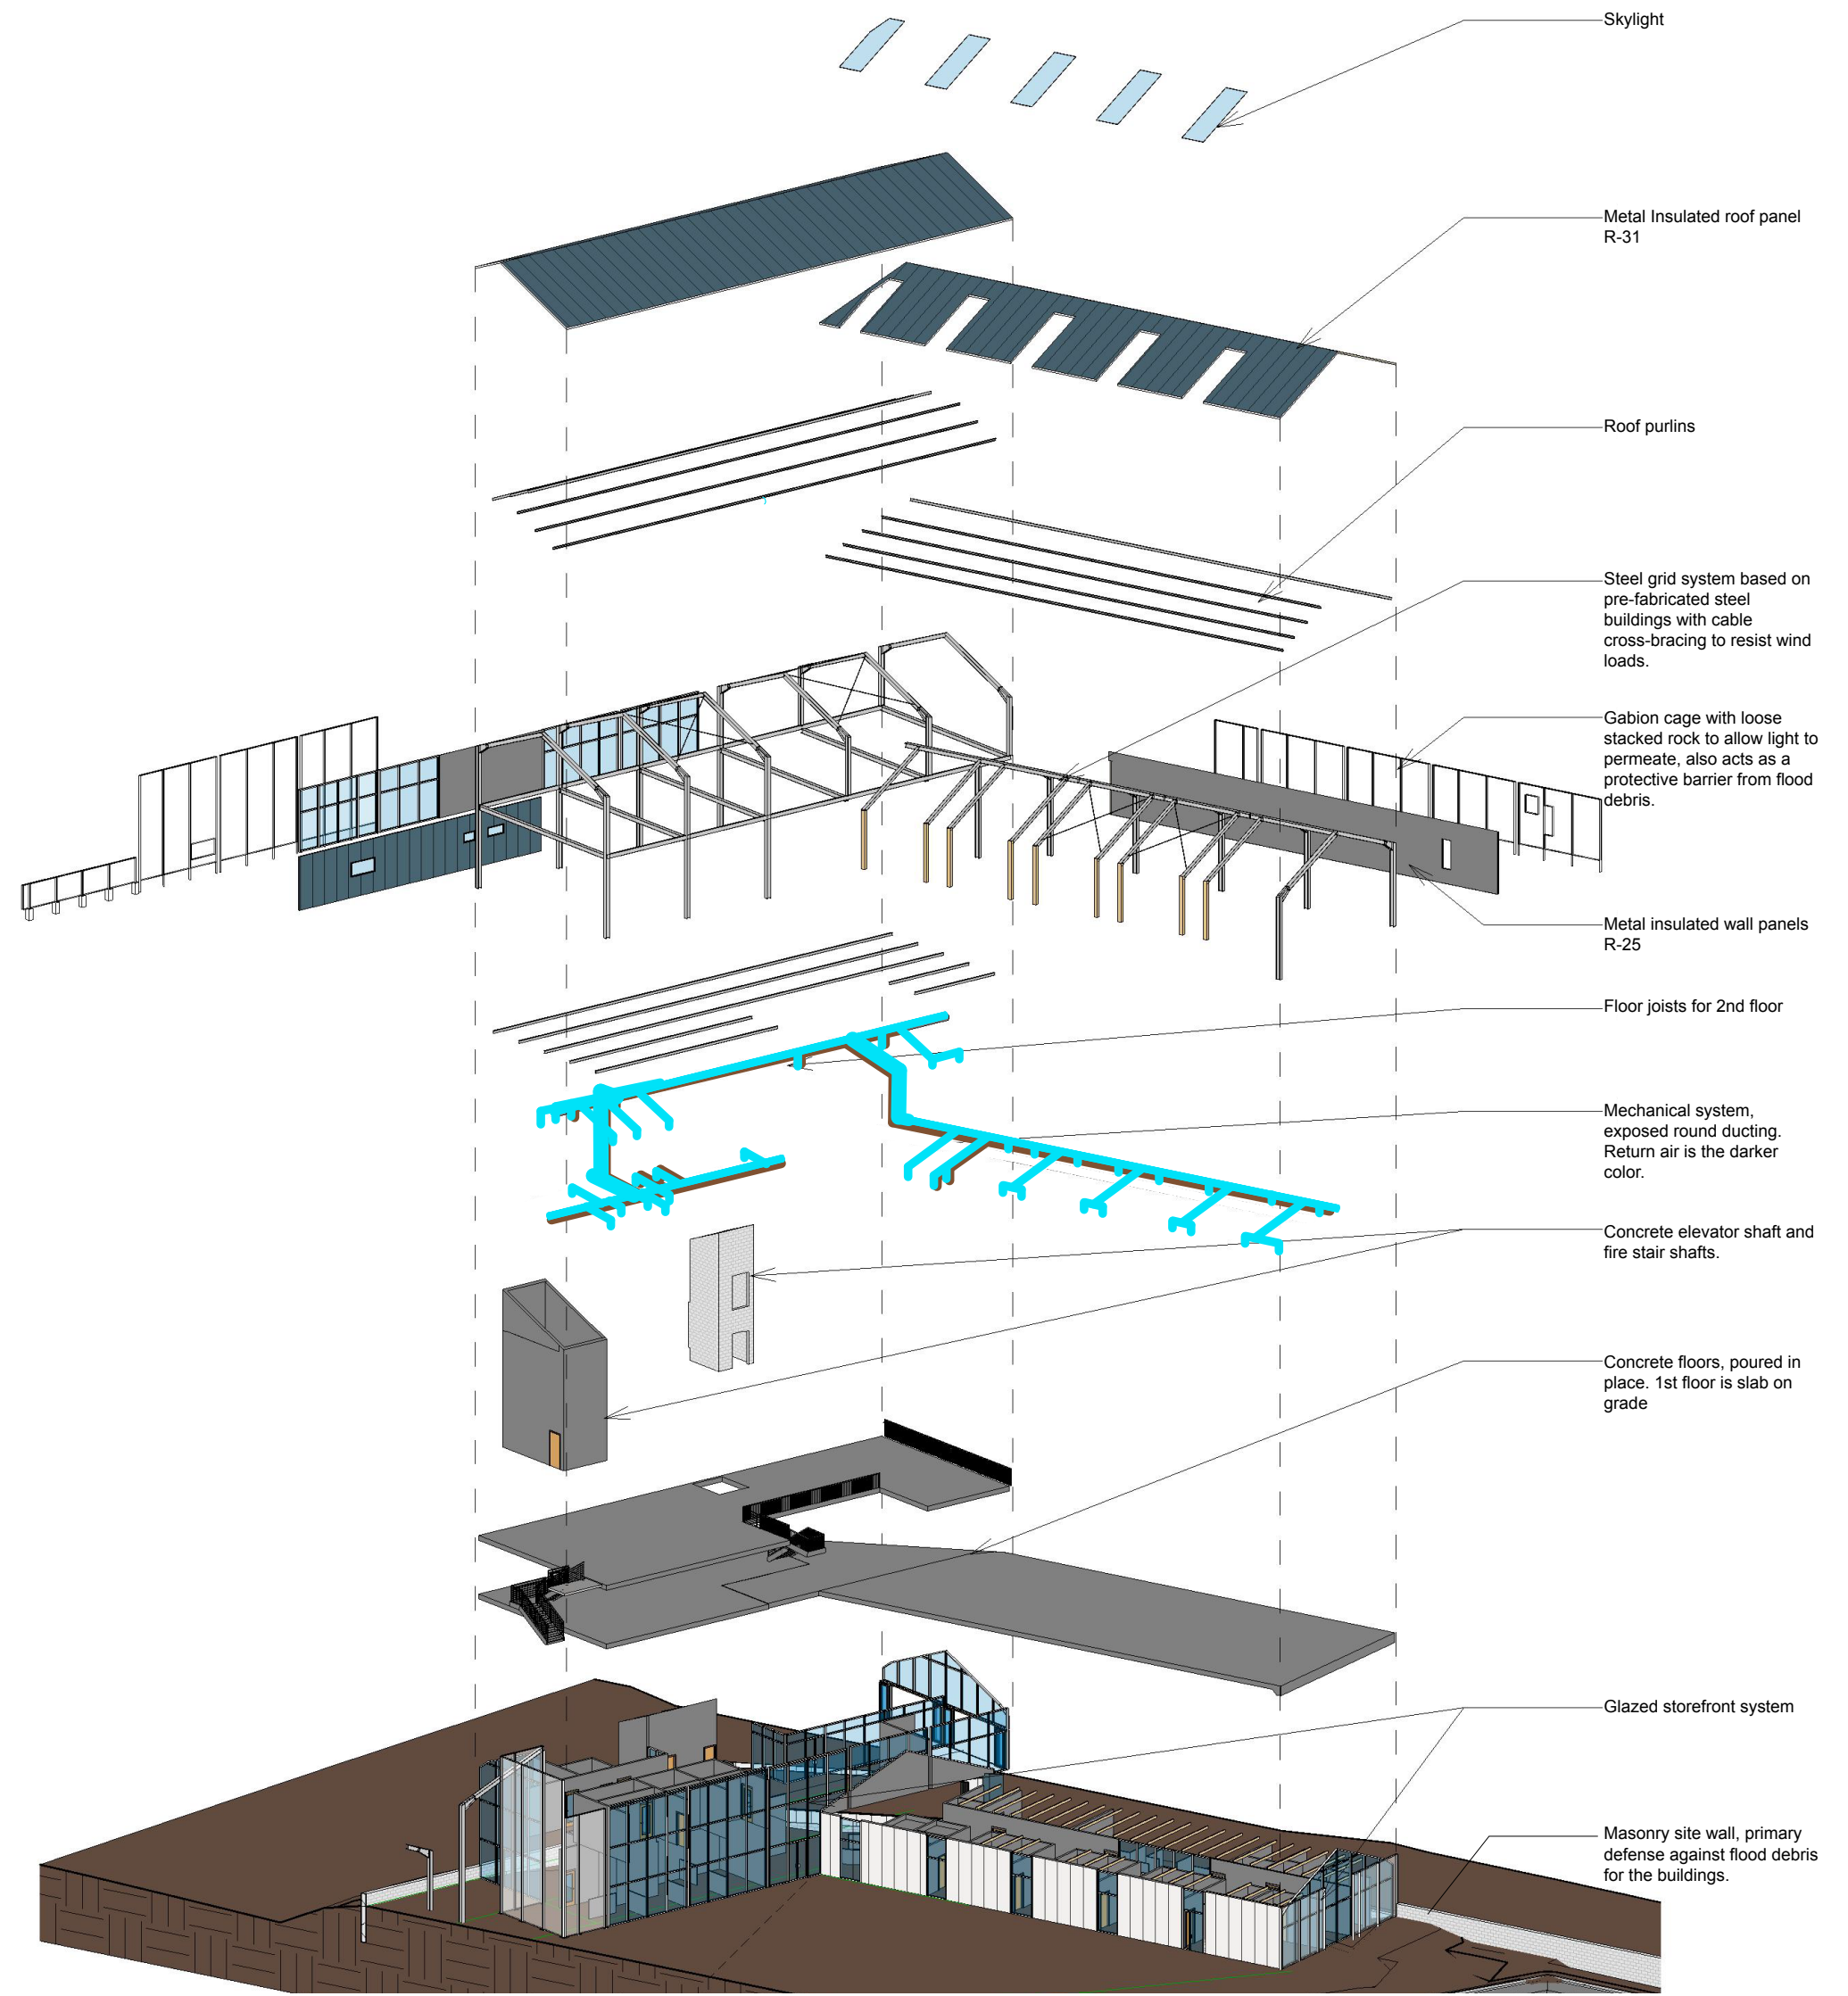 Skylight
Metal Insulated roof panel
R-31
Roof purlins
Steel grid system based on
pre-fabricated steel
buildings with cable
cross-bracing to resist wind
loads.
Gabion cage with loose
stacked rock to allow light to
permeate, also acts as a
protective barrier from flood
debris.
Metal insulated wall panels
R-25
Floor joists for 2nd floor
Mechanical system,
exposed round ducting.
Return air is the darker
color.
Concrete elevator shaft and
fire stair shafts.
Concrete floors, poured in
place. 1st floor is slab on
grade
Glazed storefront system
Masonry site wall, primary
defense against flood debris
for the buildings.